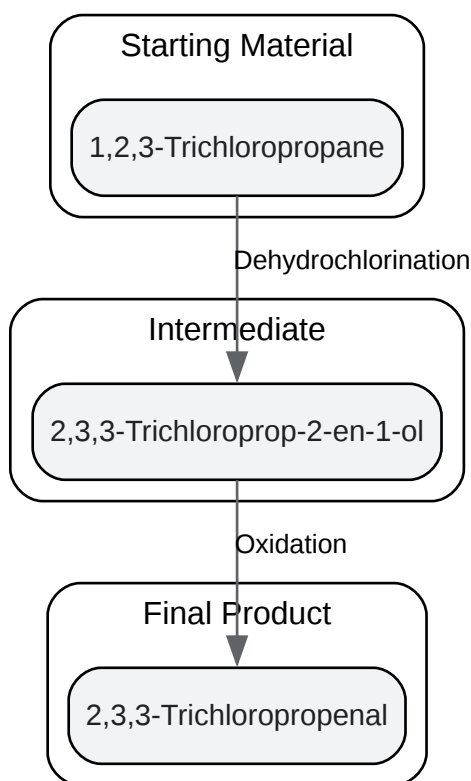 Starting Material
1,2,3-Trichloropropane
Dehydrochlorination
Intermediate
2,3,3-Trichloroprop-2-en-1-ol
Oxidation
Final Product
2,3,3-Trichloropropenal